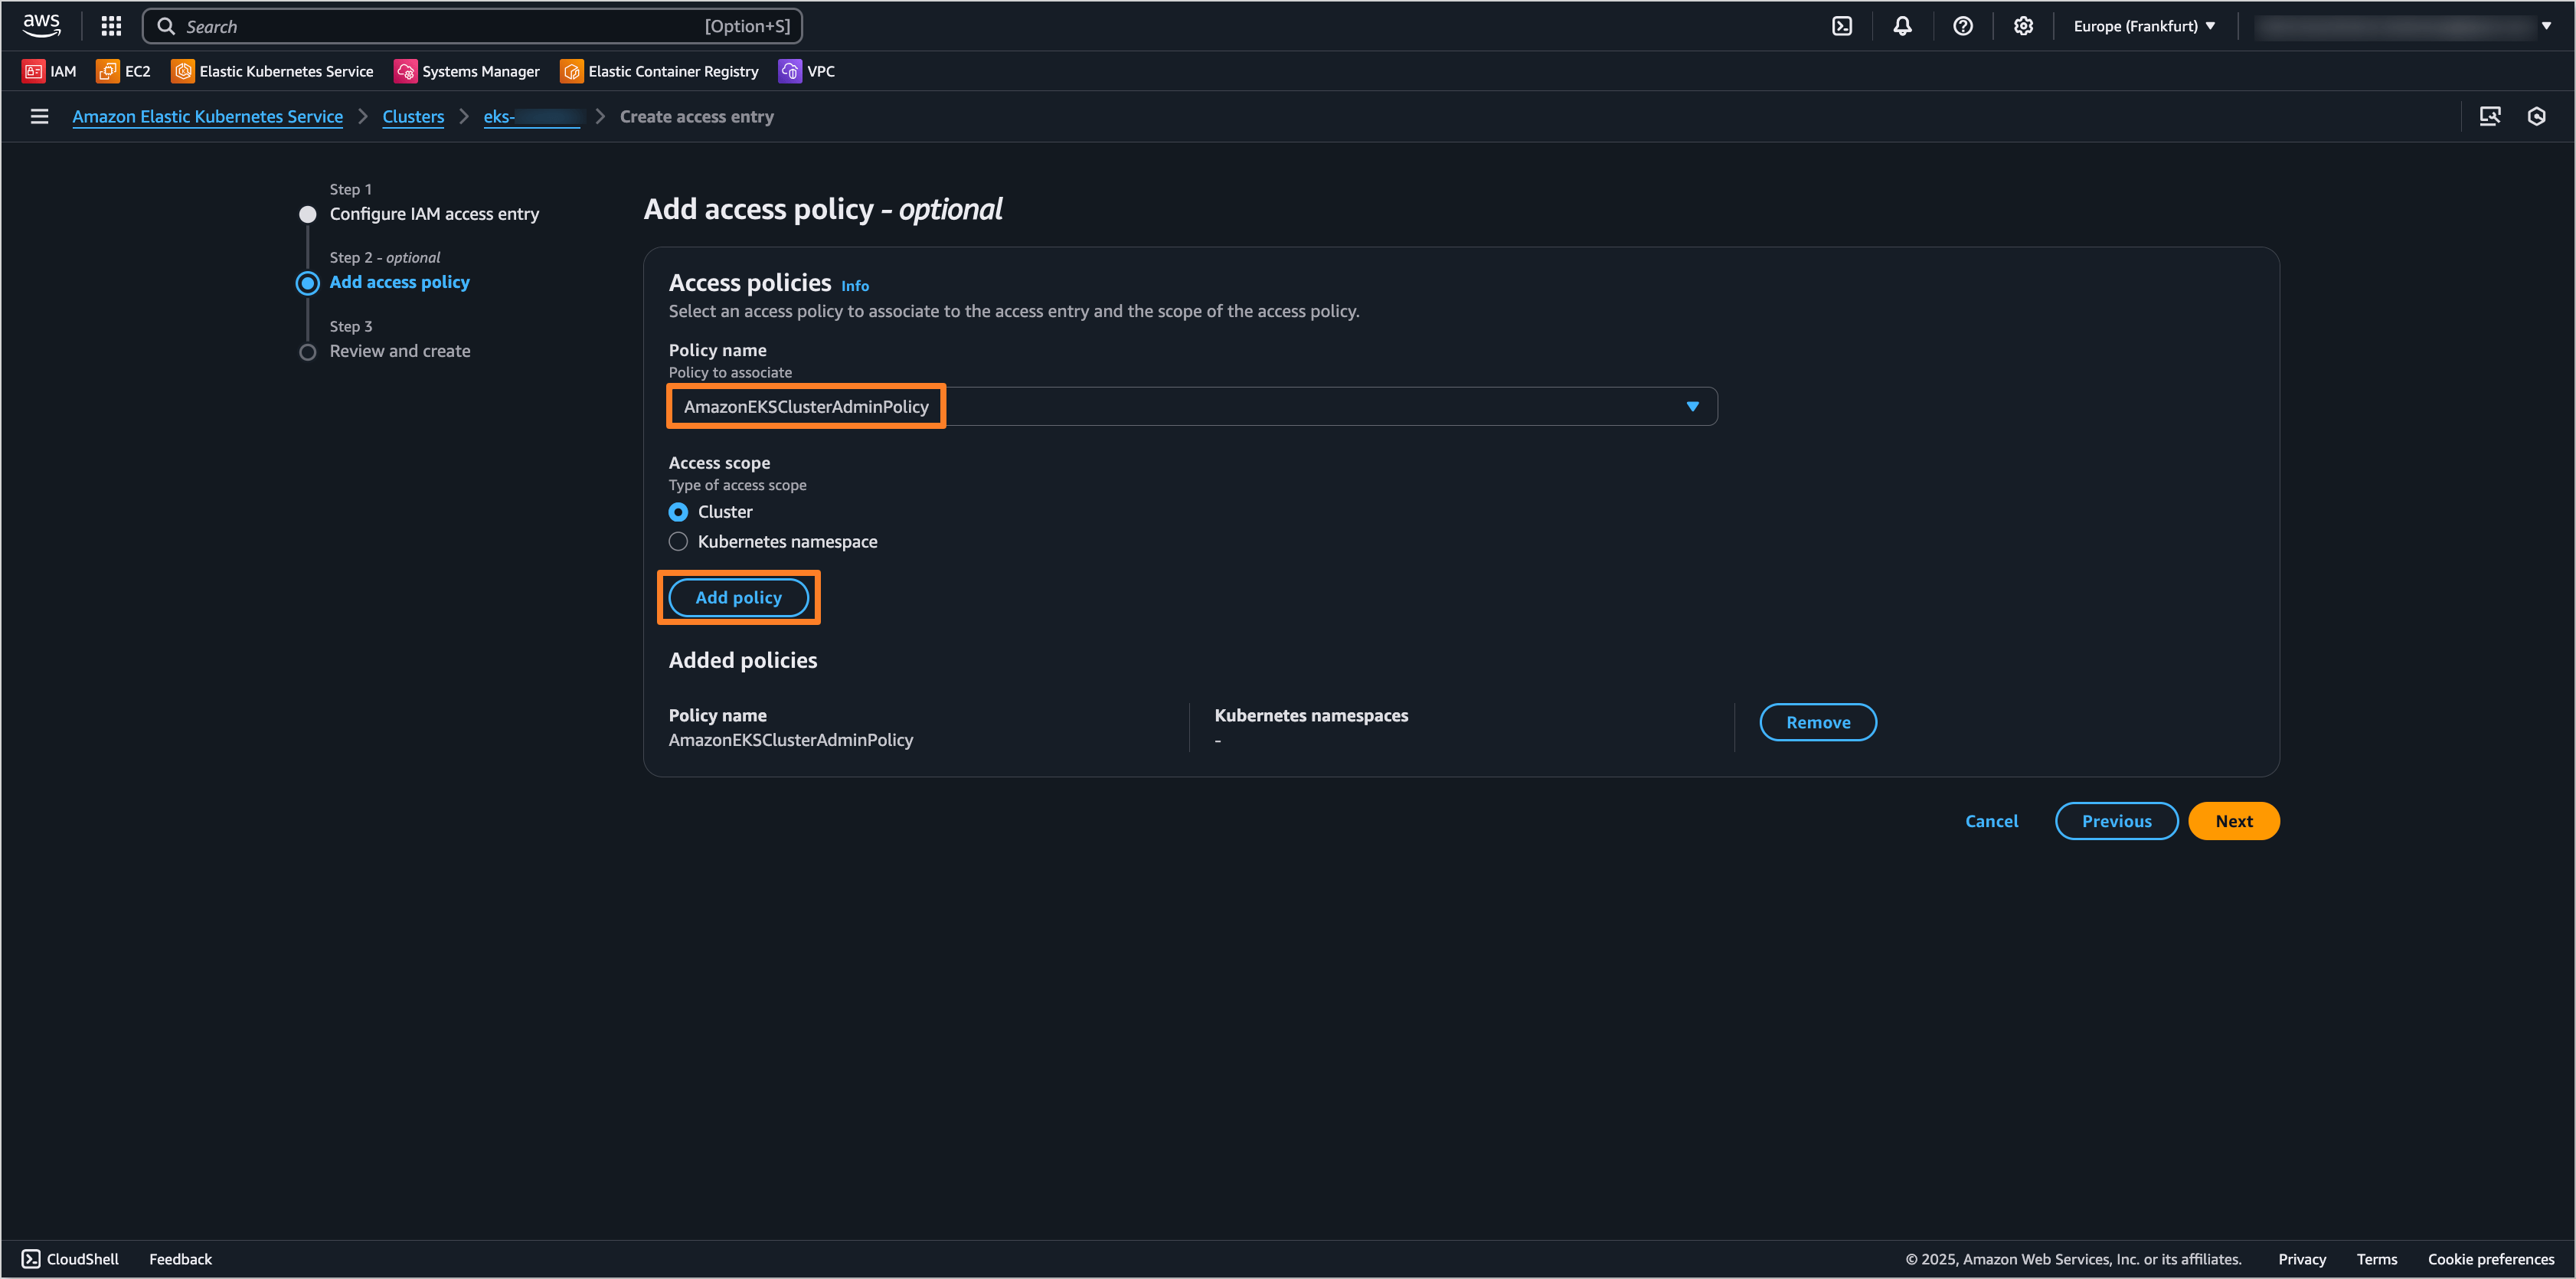 aws
Search [Option+S]
Europe (Frankfurt)
IAM EC2 Elastic Kubernetes Service Systems Manager Elastic Container Registry VPC
Amazon Elastic Kubernetes Service Clusters eks- Create access entry
Step 1
Configure IAM access entry
Step 2 - optional
Add access policy
Step 3
Review and create
Add access policy - optional
Access policies Info
Select an access policy to associate to the access entry and the scope of the access policy.
Policy name
Policy to associate
AmazonEKSClusterAdminPolicy
Access scope
Type of access scope
Cluster
Kubernetes namespace
Add policy
Added policies
Policy name
AmazonEKSClusterAdminPolicy
Kubernetes namespaces
-
Remove
Cancel Previous Next
CloudShell Feedback
© 2025, Amazon Web Services, Inc. or its affiliates. Privacy Terms Cookie preferences